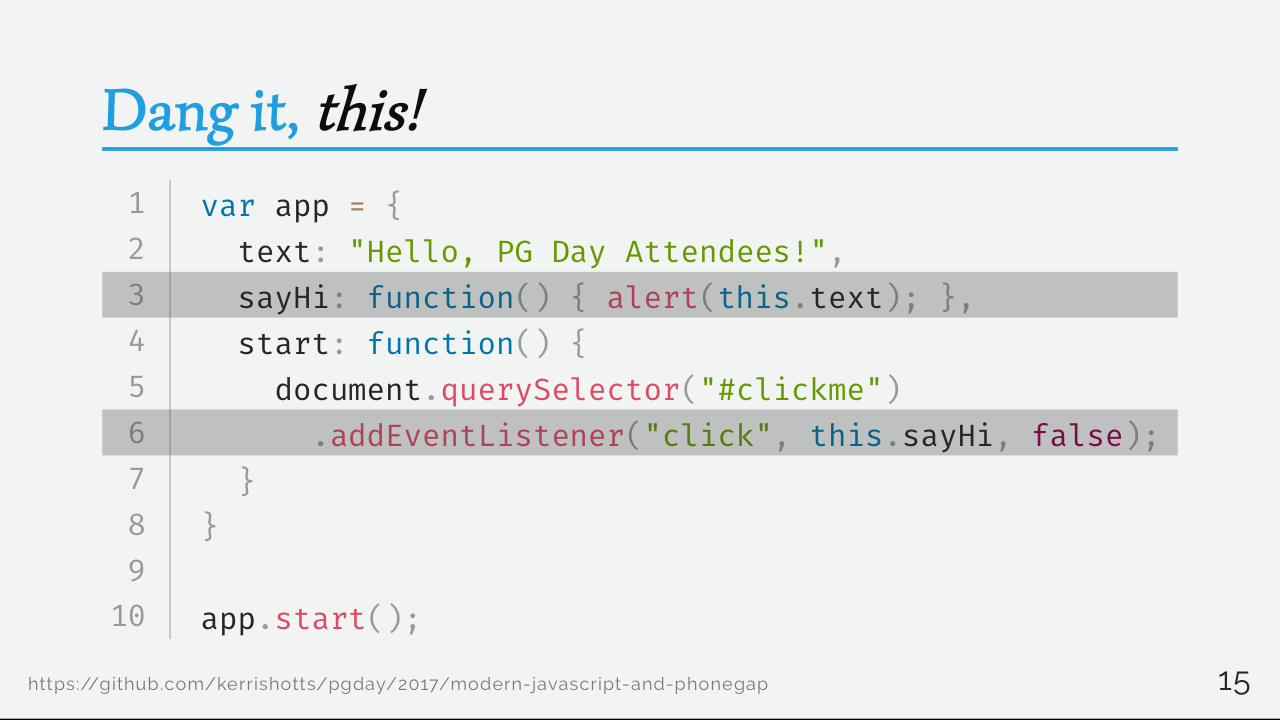 Dang it, this!
1 var app = {
2   text: "Hello, PG Day Attendees!",
3   sayHi: function() { alert(this.text); },
4   start: function() {
5     document.querySelector("#clickme")
6       .addEventListener("click", this.sayHi, false);
7   }
8 }
9
10 app.start();
https://github.com/kerrishotts/pgday/2017/modern-javascript-and-phonegap
15